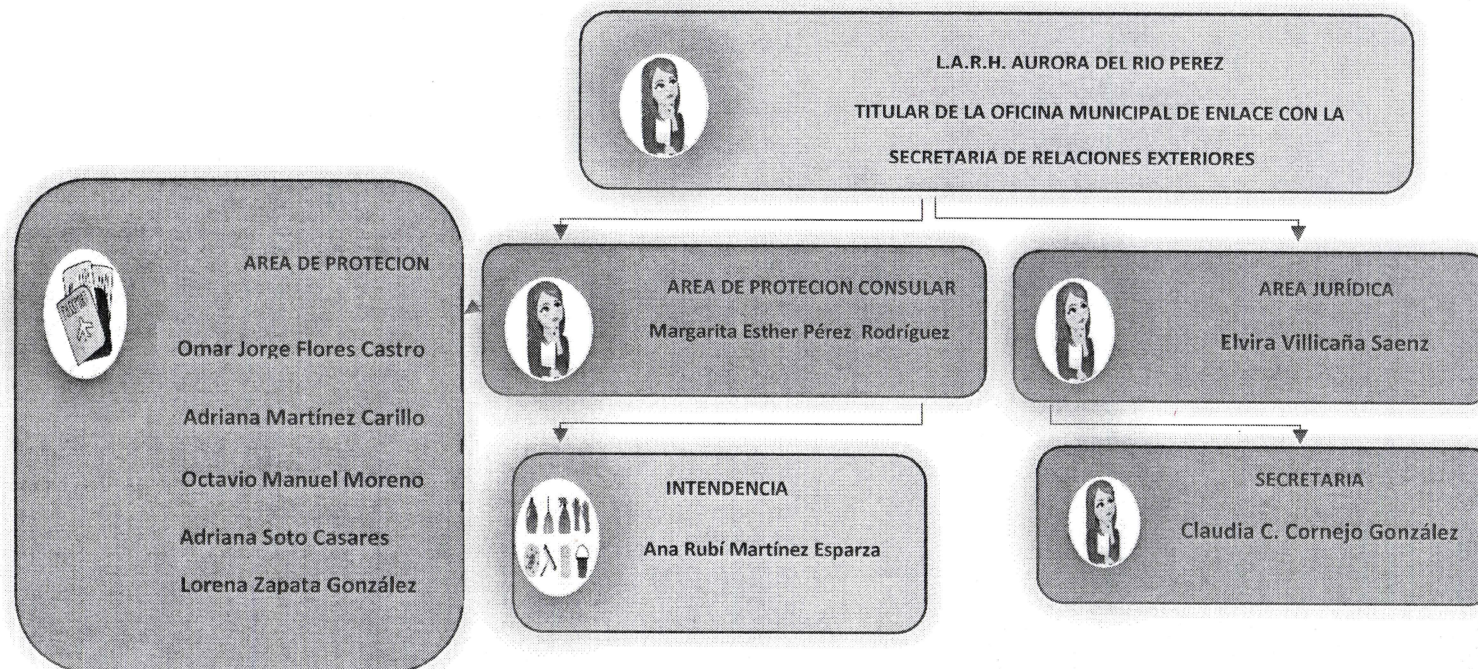 L.A.R.H. AURORA DEL RIO PEREZ
TITULAR DE LA OFICINA MUNICIPAL DE ENLACE CON LA
SECRETARIA DE RELACIONES EXTERIORES
AREA DE PROTECION
Omar Jorge Flores Castro
Adriana Martínez Carillo
Octavio Manuel Moreno
Adriana Soto Casares
Lorena Zapata González
PASSPORT
AREA DE PROTECION CONSULAR
Margarita Esther Pérez Rodríguez
AREA JURÍDICA
Elvira Villicaña Saenz
INTENDENCIA
Ana Rubí Martínez Esparza
SECRETARIA
Claudia C. Cornejo González